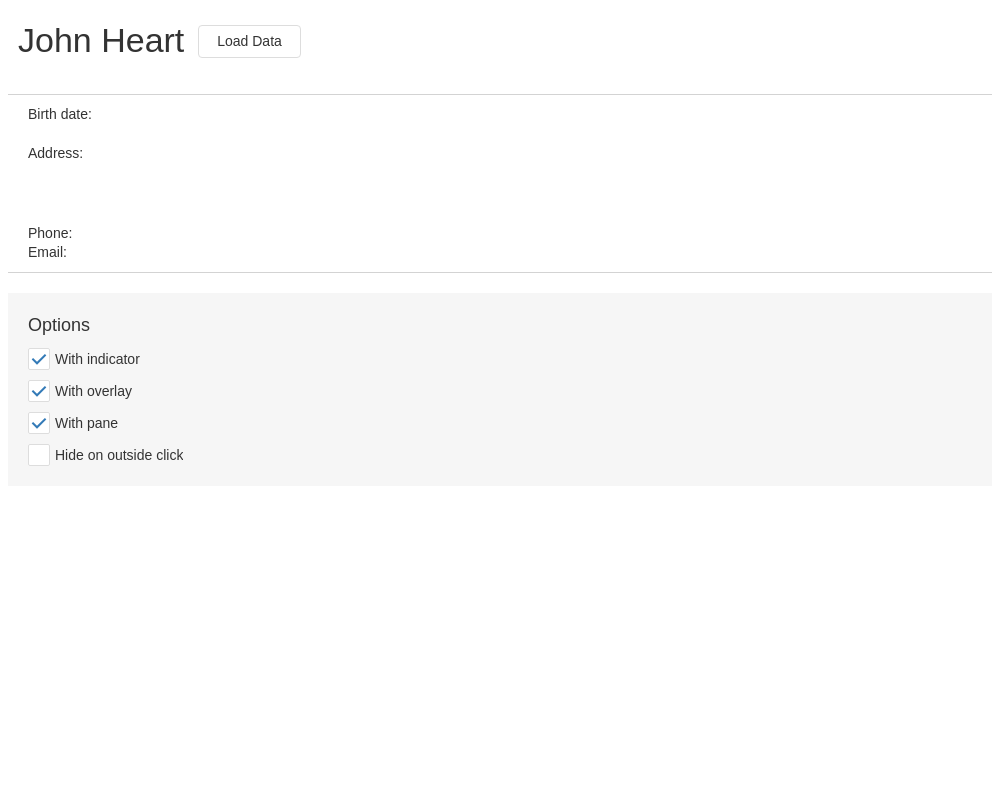 John Heart
Load Data
Birth date:
Address:
Phone:
Email:
Options
With indicator
With overlay
With pane
Hide on outside click